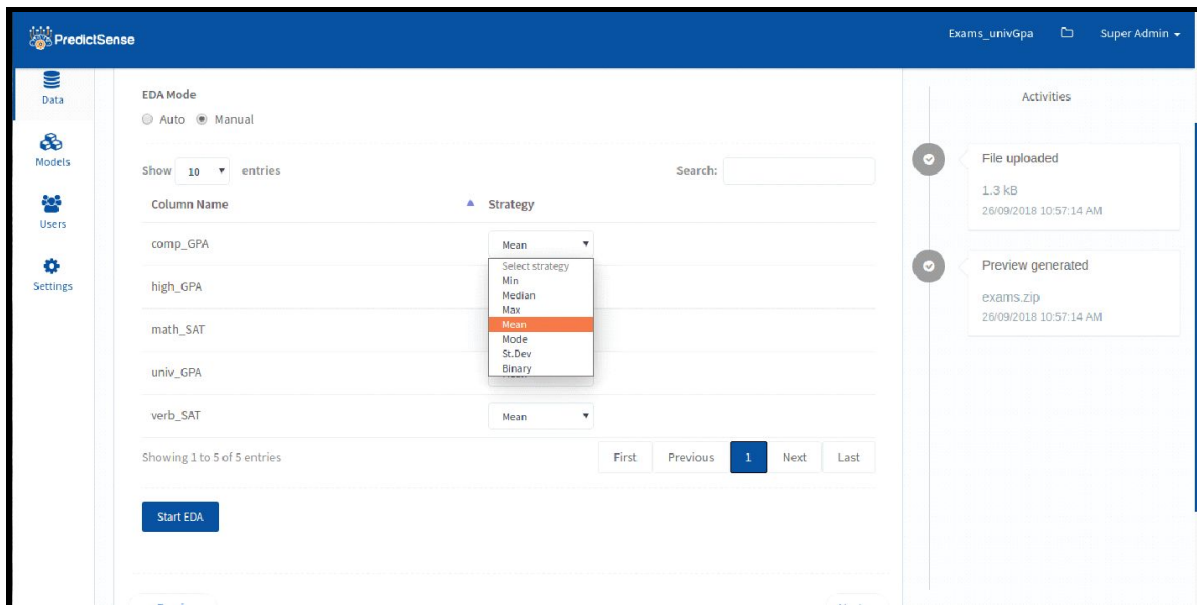 PredictSense
Exams_univGpa
Super Admin
Data
Models
Users
Settings
EDA Mode
Auto
Manual
Show 10 entries
Search:
Column Name
Strategy
comp_GPA
Mean
Select strategy
Min
Median
Max
Mean
Mode
St.Dev
Binary
high_GPA
math_SAT
univ_GPA
verb_SAT
Mean
Showing 1 to 5 of 5 entries
First
Previous
1
Next
Last
Start EDA
Activities
File uploaded
1.3 kB
26/09/2018 10:57:14 AM
Preview generated
exams.zip
26/09/2018 10:57:14 AM